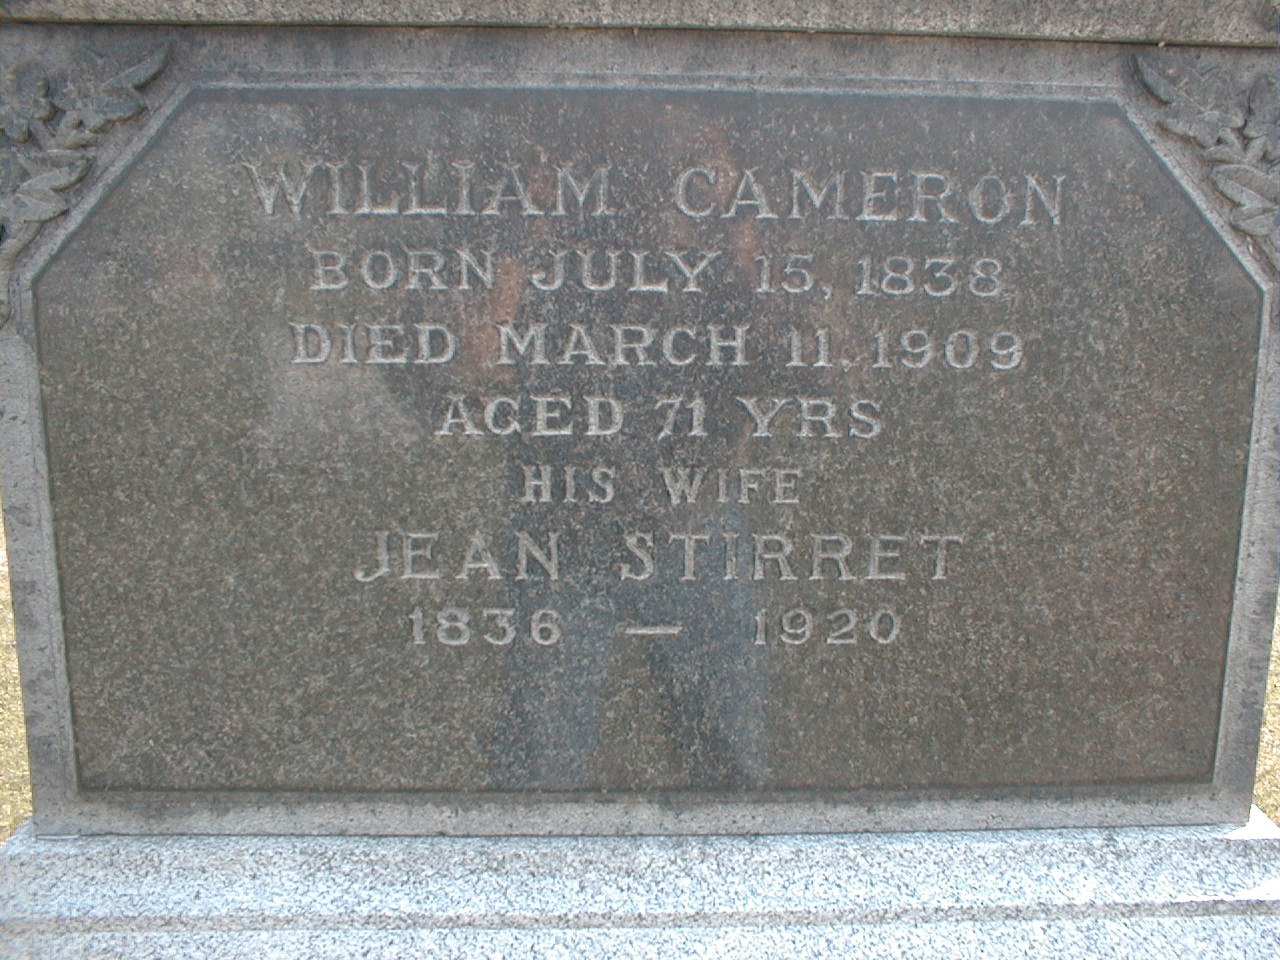 WILLIAM CAMERON
BORN JULY 15, 1838
DIED MARCH 11, 1909
AGED 71 YRS
HIS WIFE
JEAN STIRRET
1836 — 1920